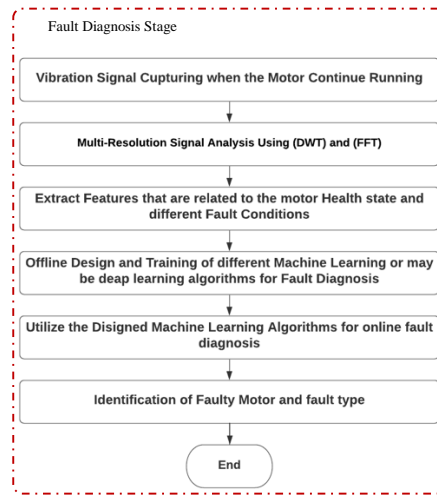 Fault Diagnosis Stage
Vibration Signal Cupturing when the Motor Continue Running
Multi-Resolution Signal Analysis Using (DWT) and (FFT)
Extract Features that are related to the motor Health state and
different Fault Conditions
Offline Design and Training of different Machine Learning or may
be deap learning algorithms for Fault Diagnosis
Utilize the Disigned Machine Learning Algorithms for online fault
diagnosis
Identification of Faulty Motor and fault type
End